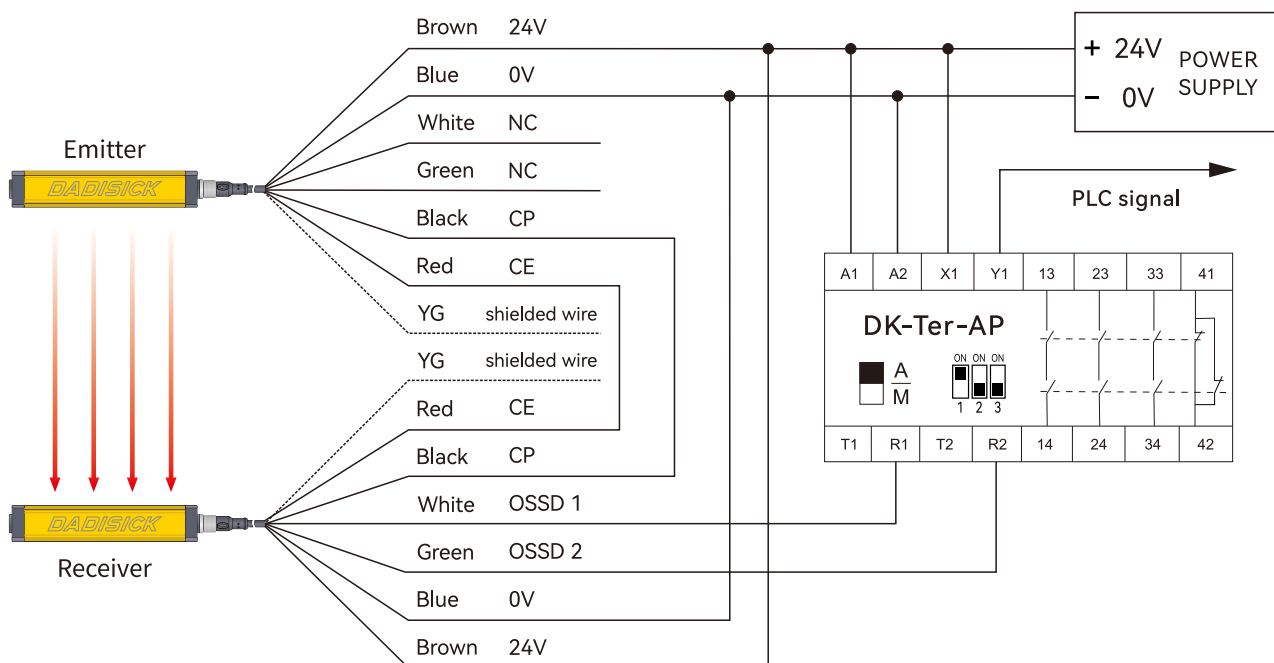 Brown 24V
Blue 0V
White NC
Green NC
Black CP
Red CE
YG shielded wire
YG shielded wire
Red CE
Black CP
White OSSD 1
Green OSSD 2
Blue 0V
Brown 24V
Emitter
DADISICK
DADISICK
Receiver
+ 24V
− 0V
POWER
SUPPLY
PLC signal
A1 A2 X1 Y1 13 23 33 41
DK-Ter-AP
A
M
ON ON ON
1 2 3
T1 R1 T2 R2 14 24 34 42